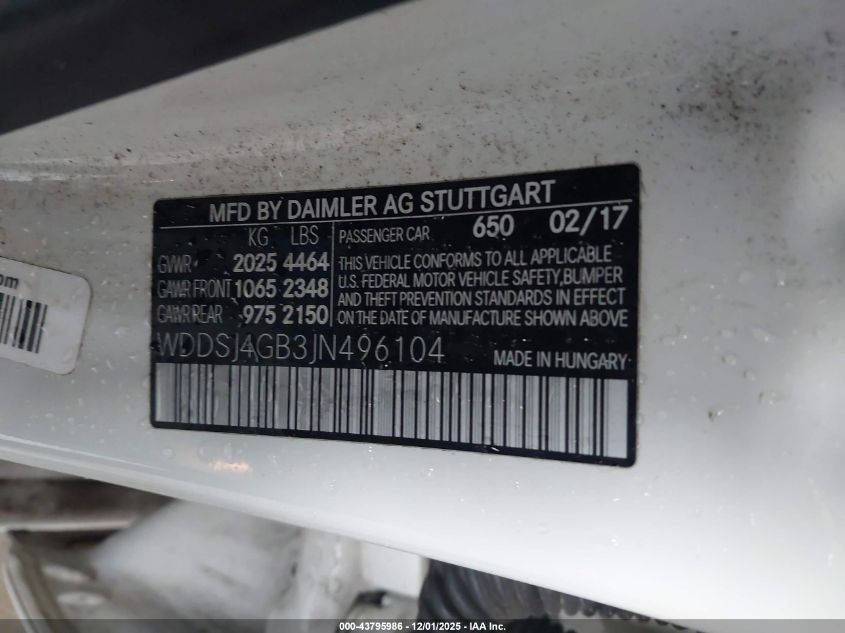 MFD BY DAIMLER AG STUTTGART
KG LBS
GVWR 2025 4464
GAWR FRONT 1065 2348
GAWR REAR 975 2150
PASSENGER CAR 650 02/17
THIS VEHICLE CONFORMS TO ALL APPLICABLE
U.S. FEDERAL MOTOR VEHICLE SAFETY, BUMPER
AND THEFT PREVENTION STANDARDS IN EFFECT
ON THE DATE OF MANUFACTURE SHOWN ABOVE
WDDSJ4GB3JN496104 MADE IN HUNGARY
.com
000-43795986 - 12/01/2025 - IAA Inc.